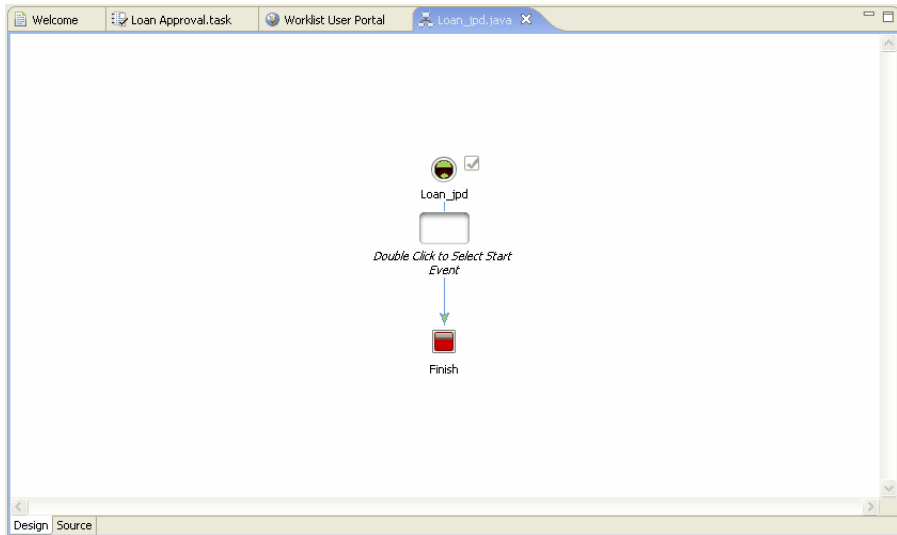 Welcome
Loan Approval.task
Worklist User Portal
Loan_jpd.java
Loan_jpd
Double Click to Select Start
Event
Finish
Design
Source